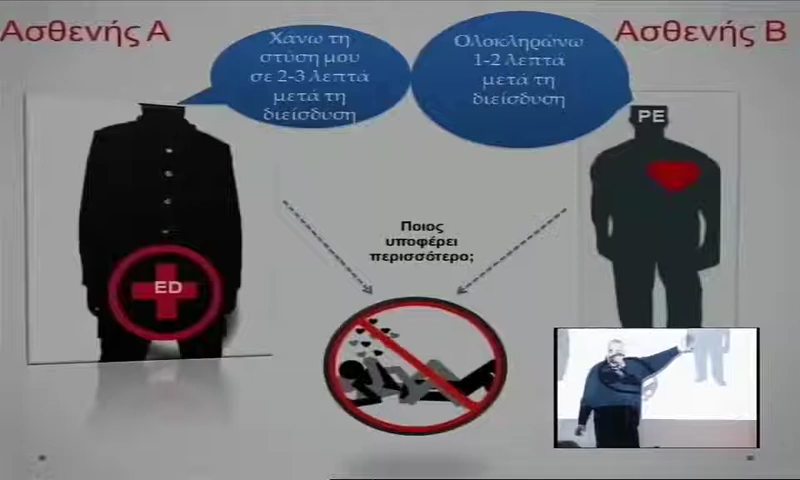 Ασθενής Α
Χάνω τη
στύση μου
σε 2-3 λεπτά
μετά τη
διείσδυση
Ολοκληρώνω
1-2 λεπτά
μετά τη
διείσδυση
Ασθενής Β
PE
Ποιος
υποφέρει
περισσότερο;
ED